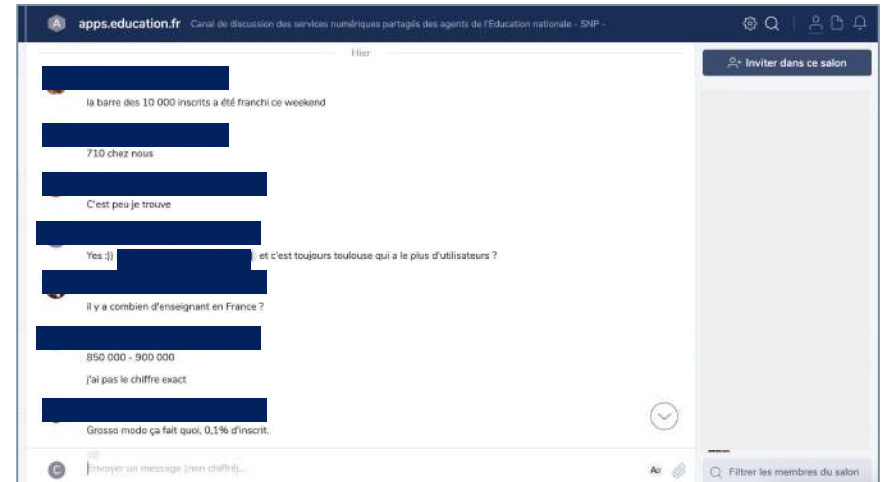 A apps.education.fr Canal de discussion des services numériques partagés des agents de l'Éducation nationale - SNP -
Hier
Inviter dans ce salon
la barre des 10 000 inscrits a été franchi ce weekend
710 chez nous
C'est peu je trouve
Yes :)) et c'est toujours toulouse qui a le plus d'utilisateurs ?
il y a combien d'enseignant en France ?
850 000 - 900 000
j'ai pas le chiffre exact
Grosso modo ça fait quoi, 0,1% d'inscrit.
C Envoyer un message (non chiffré)... Aa
Filtrer les membres du salon